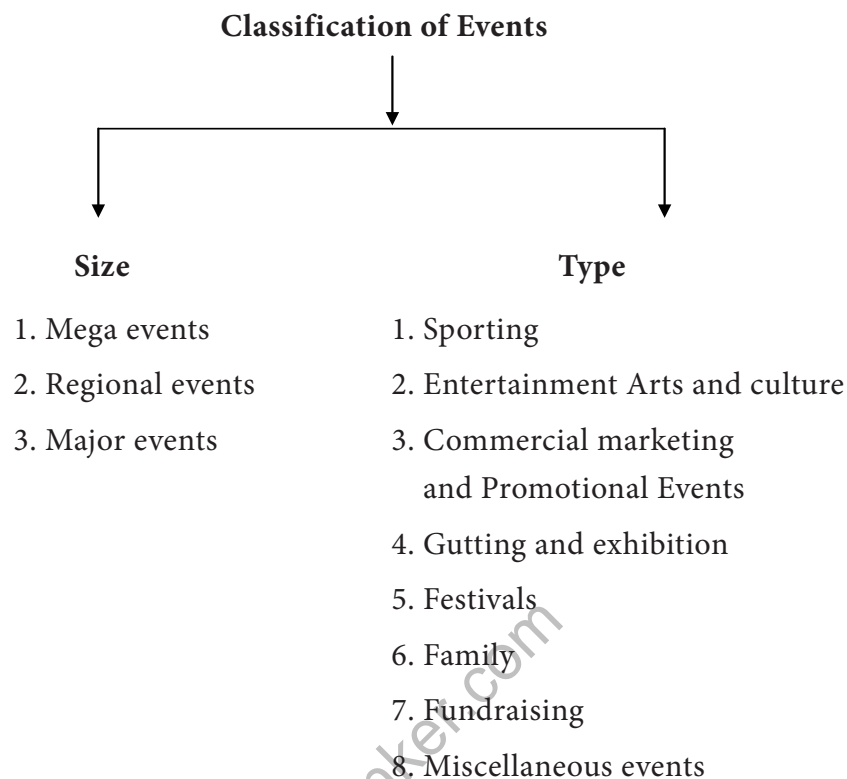 Classification of Events
Size
1. Mega events
2. Regional events
3. Major events
Type
1. Sporting
2. Entertainment Arts and culture
3. Commercial marketing
and Promotional Events
4. Gutting and exhibition
5. Festivals
6. Family
7. Fundraising
8. Miscellaneous events